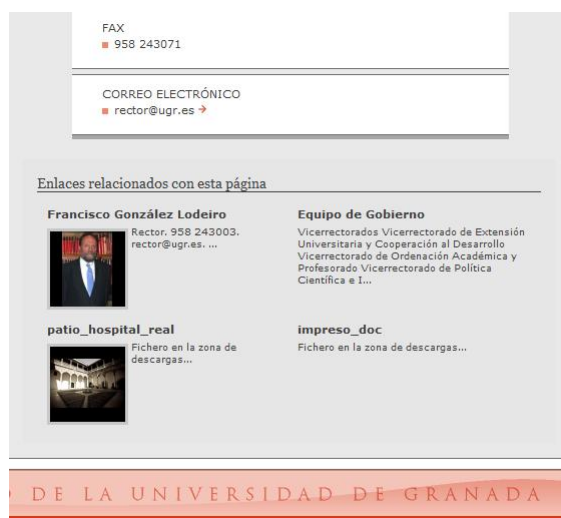 FAX
958 243071
CORREO ELECTRÓNICO
rector@ugr.es
Enlaces relacionados con esta página
Francisco González Lodeiro
Rector. 958 243003.
rector@ugr.es. ...
Equipo de Gobierno
Vicerrectorados Vicerrectorado de Extensión
Universitaria y Cooperación al Desarrollo
Vicerrectorado de Ordenación Académica y
Profesorado Vicerrectorado de Política
Científica e I...
patio_hospital_real
Fichero en la zona de
descargas...
impreso_doc
Fichero en la zona de descargas...
DE LA UNIVERSIDAD DE GRANADA